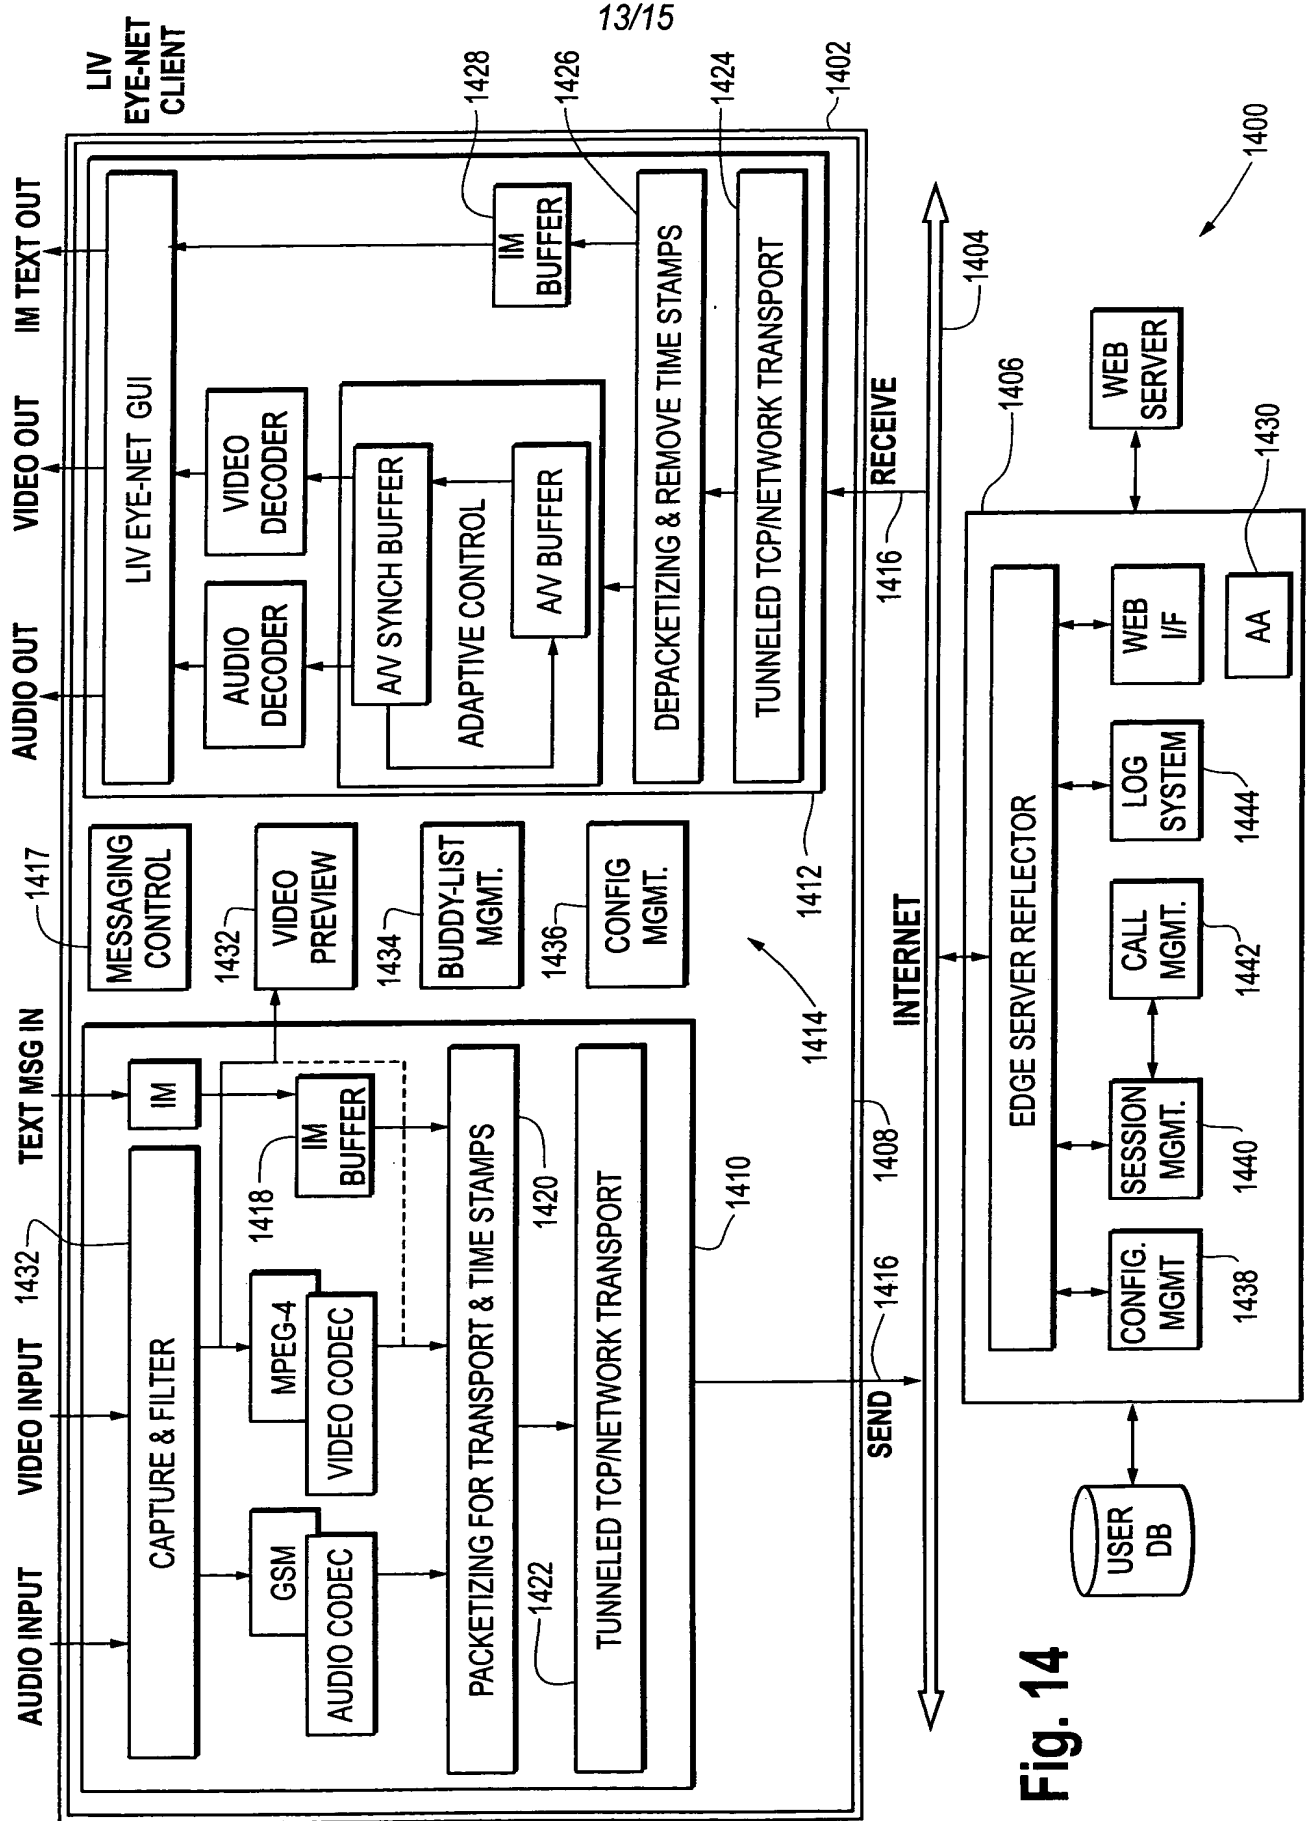 13/15
LIV
EYE-NET
CLIENT
AUDIO INPUT
VIDEO INPUT
1432
TEXT MSG IN
1417
AUDIO OUT
VIDEO OUT
IM TEXT OUT
CAPTURE & FILTER
IM
MESSAGING
CONTROL
LIV EYE-NET GUI
GSM
AUDIO CODEC
MPEG-4
VIDEO CODEC
1418
IM
BUFFER
1432
VIDEO
PREVIEW
AUDIO
DECODER
VIDEO
DECODER
1428
IM
BUFFER
A/V SYNCH BUFFER
ADAPTIVE CONTROL
A/V BUFFER
1434
BUDDY-LIST
MGMT.
PACKETIZING FOR TRANSPORT & TIME STAMPS
1420
1436
CONFIG
MGMT.
1426
DEPACKETIZING & REMOVE TIME STAMPS
1422
TUNNELED TCP/NETWORK TRANSPORT
1410
1424
TUNNELED TCP/NETWORK TRANSPORT
1414
1412
1402
1408
SEND
1416
INTERNET
1416
RECEIVE
1404
1406
EDGE SERVER REFLECTOR
USER
DB
CONFIG.
MGMT
1438
SESSION
MGMT.
1440
CALL
MGMT.
1442
LOG
SYSTEM
1444
WEB
I/F
AA
1430
WEB
SERVER
1400
Fig. 14